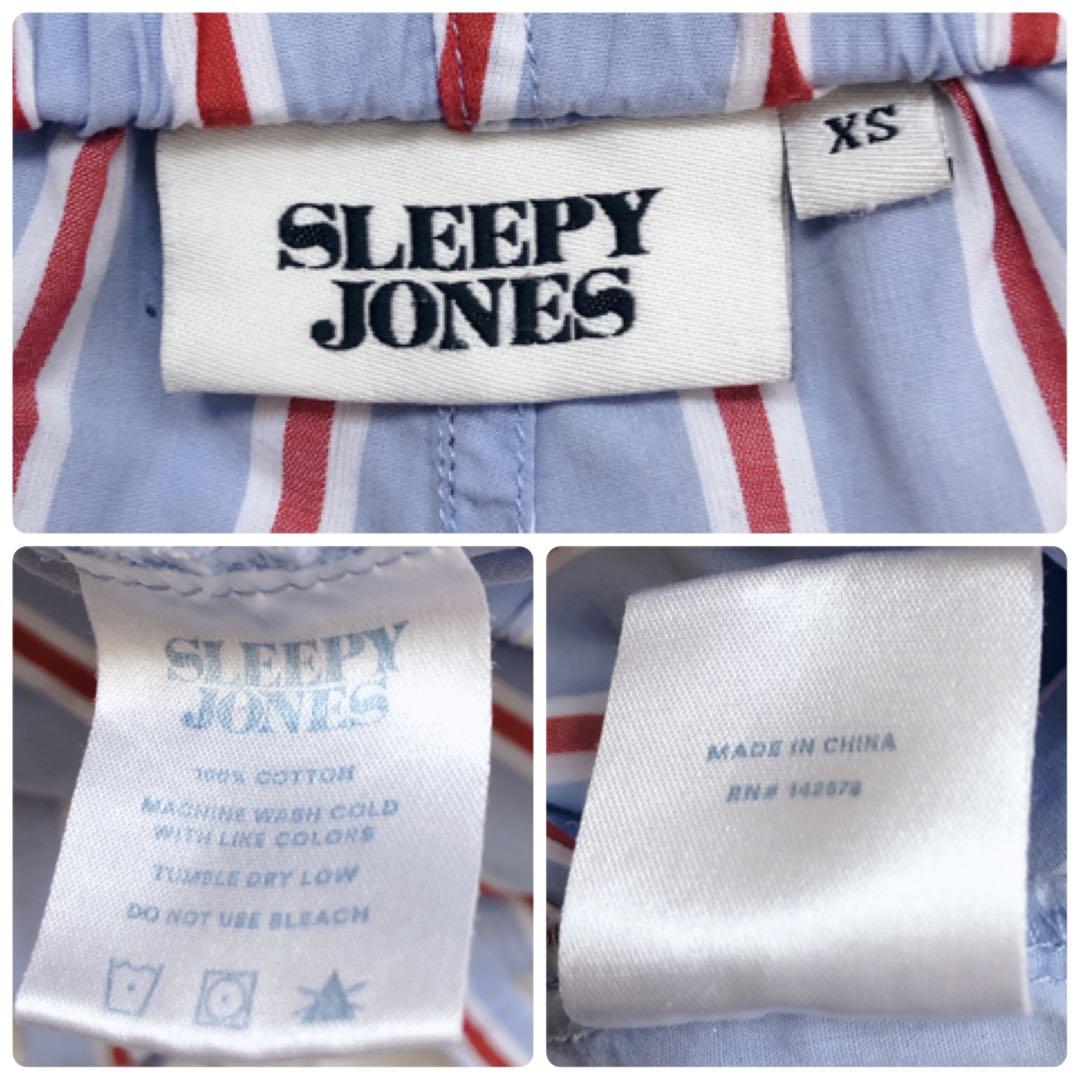 SLEEPY
JONES
XS
SLEEPY
JONES
100% COTTON
MACHINE WASH COLD
WITH LIKE COLORS
TUMBLE DRY LOW
DO NOT USE BLEACH
MADE IN CHINA
RN#